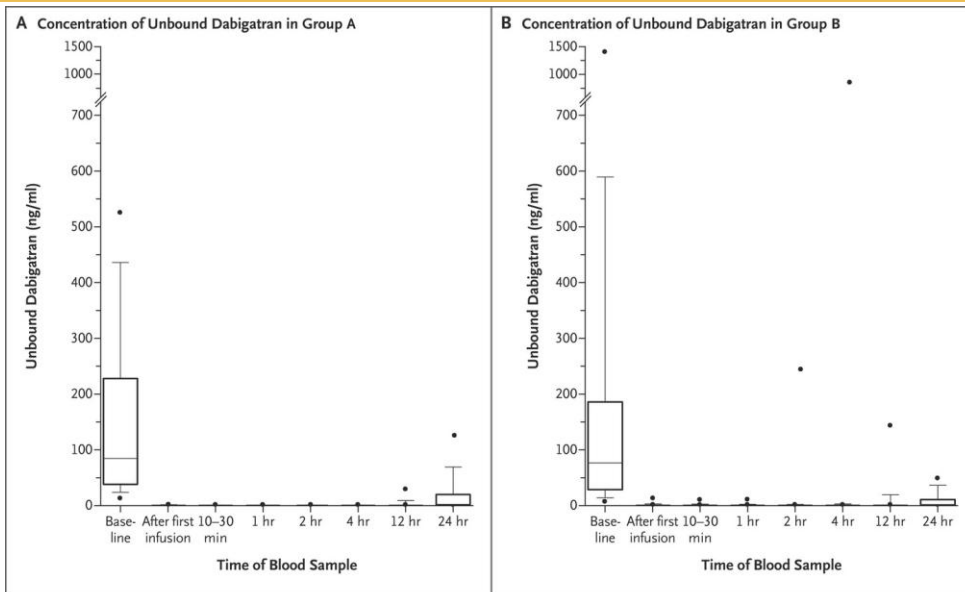 A Concentration of Unbound Dabigatran in Group A
1500
1000
700
600
500
400
300
200
100
0
Unbound Dabigatran (ng/ml)
Base-
line
After first
infusion
10–30
min
1 hr
2 hr
4 hr
12 hr
24 hr
Time of Blood Sample
B Concentration of Unbound Dabigatran in Group B
1500
1000
700
600
500
400
300
200
100
0
Unbound Dabigatran (ng/ml)
Base-
line
After first
infusion
10–30
min
1 hr
2 hr
4 hr
12 hr
24 hr
Time of Blood Sample